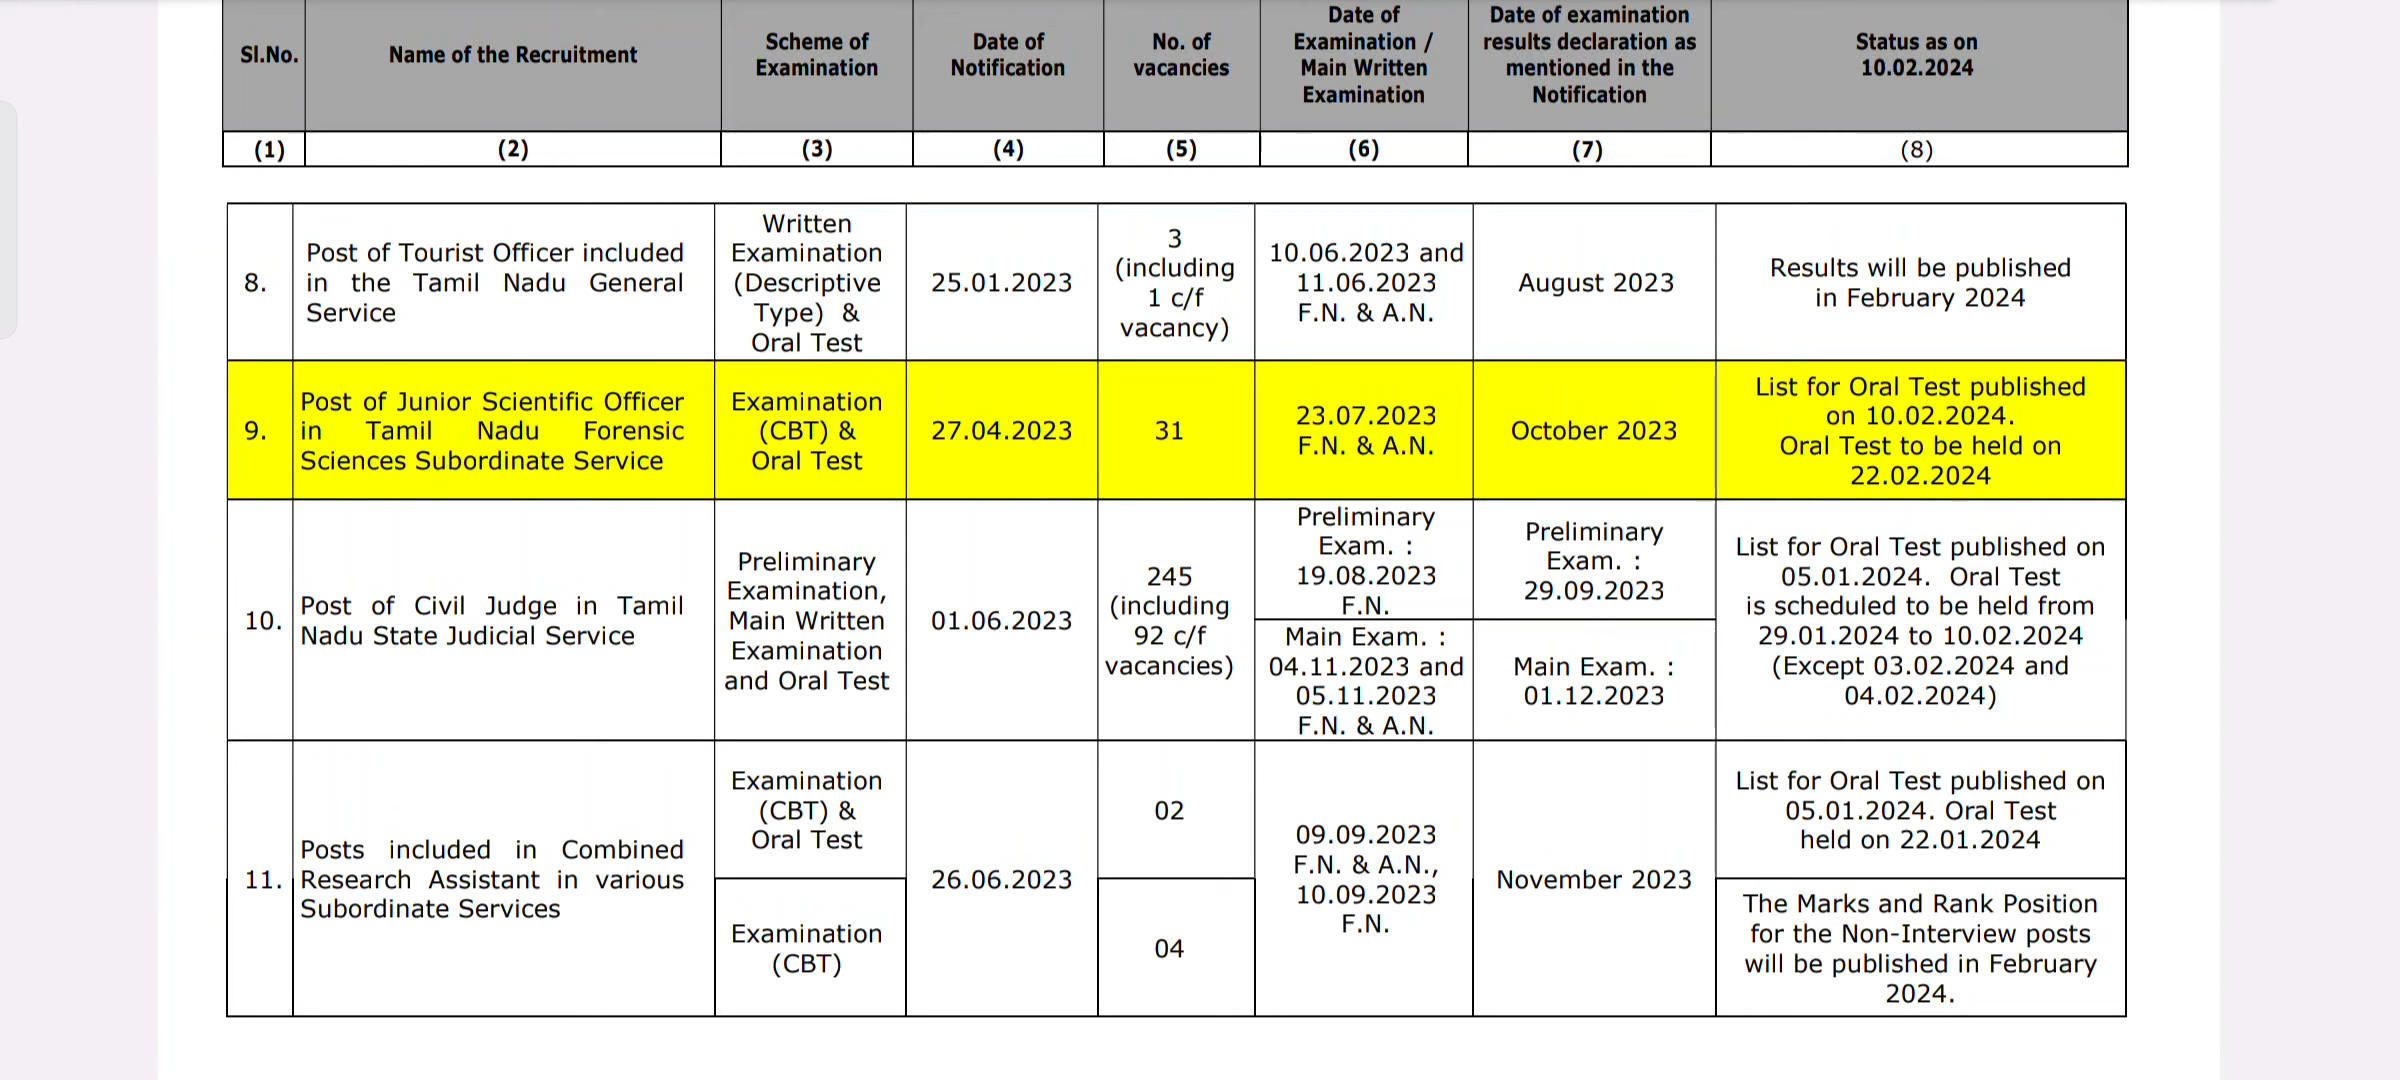 Sl.No.
Name of the Recruitment
Scheme of
Examination
Date of
Notification
No. of
vacancies
Date of
Examination /
Main Written
Examination
Date of examination
results declaration as
mentioned in the
Notification
Status as on
10.02.2024
(1)
(2)
(3)
(4)
(5)
(6)
(7)
(8)
8.
Post of Tourist Officer included
in the Tamil Nadu General
Service
Written
Examination
(Descriptive
Type) &
Oral Test
25.01.2023
3
(including
1 c/f
vacancy)
10.06.2023 and
11.06.2023
F.N. & A.N.
August 2023
Results will be published
in February 2024
9.
Post of Junior Scientific Officer
in Tamil Nadu Forensic
Sciences Subordinate Service
Examination
(CBT) &
Oral Test
27.04.2023
31
23.07.2023
F.N. & A.N.
October 2023
List for Oral Test published
on 10.02.2024.
Oral Test to be held on
22.02.2024
10.
Post of Civil Judge in Tamil
Nadu State Judicial Service
Preliminary
Examination,
Main Written
Examination
and Oral Test
01.06.2023
245
(including
92 c/f
vacancies)
Preliminary
Exam. :
19.08.2023
F.N.
Main Exam. :
04.11.2023 and
05.11.2023
F.N. & A.N.
Preliminary
Exam. :
29.09.2023
Main Exam. :
01.12.2023
List for Oral Test published on
05.01.2024. Oral Test
is scheduled to be held from
29.01.2024 to 10.02.2024
(Except 03.02.2024 and
04.02.2024)
11.
Posts included in Combined
Research Assistant in various
Subordinate Services
Examination
(CBT) &
Oral Test
Examination
(CBT)
26.06.2023
02
04
09.09.2023
F.N. & A.N.,
10.09.2023
F.N.
November 2023
List for Oral Test published on
05.01.2024. Oral Test
held on 22.01.2024
The Marks and Rank Position
for the Non-Interview posts
will be published in February
2024.